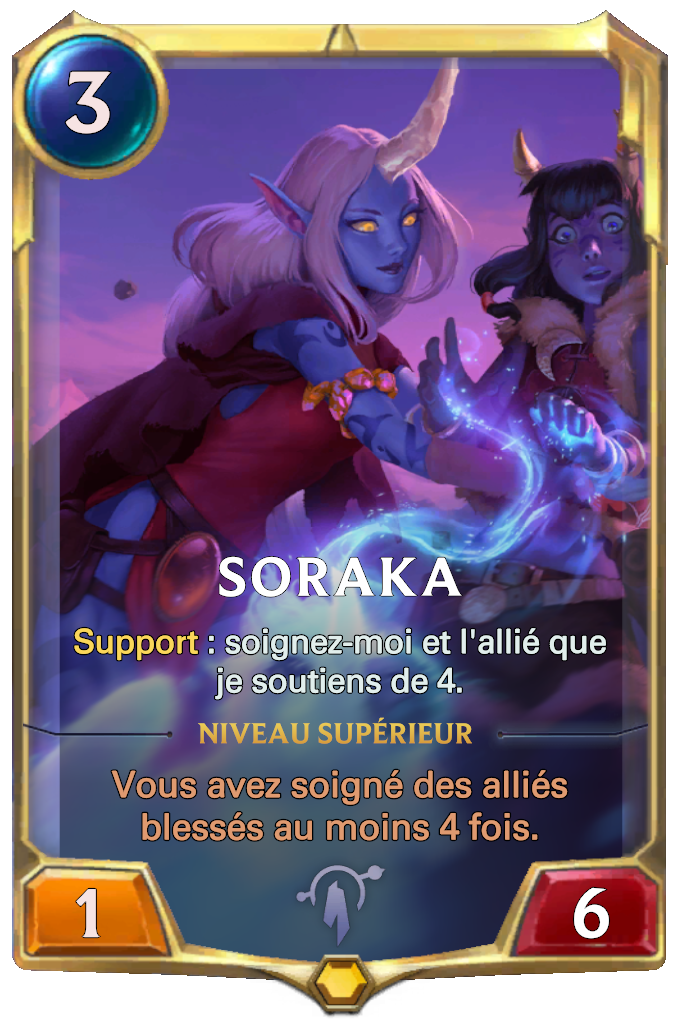 3
SORAKA
Support : soignez-moi et l'allié que
je soutiens de 4.
NIVEAU SUPÉRIEUR
Vous avez soigné des alliés
blessés au moins 4 fois.
1
6